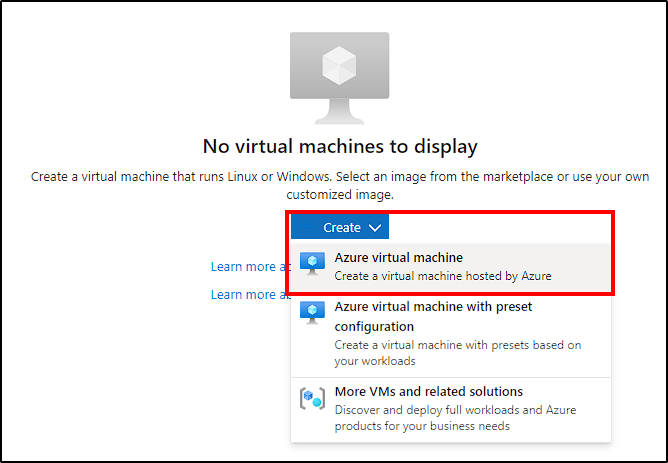 No virtual machines to display
Create a virtual machine that runs Linux or Windows. Select an image from the marketplace or use your own
customized image.
Create
Learn more
Azure virtual machine
Create a virtual machine hosted by Azure
Learn more
Azure virtual machine with preset
configuration
Create a virtual machine with presets based on
your workloads
More VMs and related solutions
Discover and deploy full workloads and Azure
products for your business needs